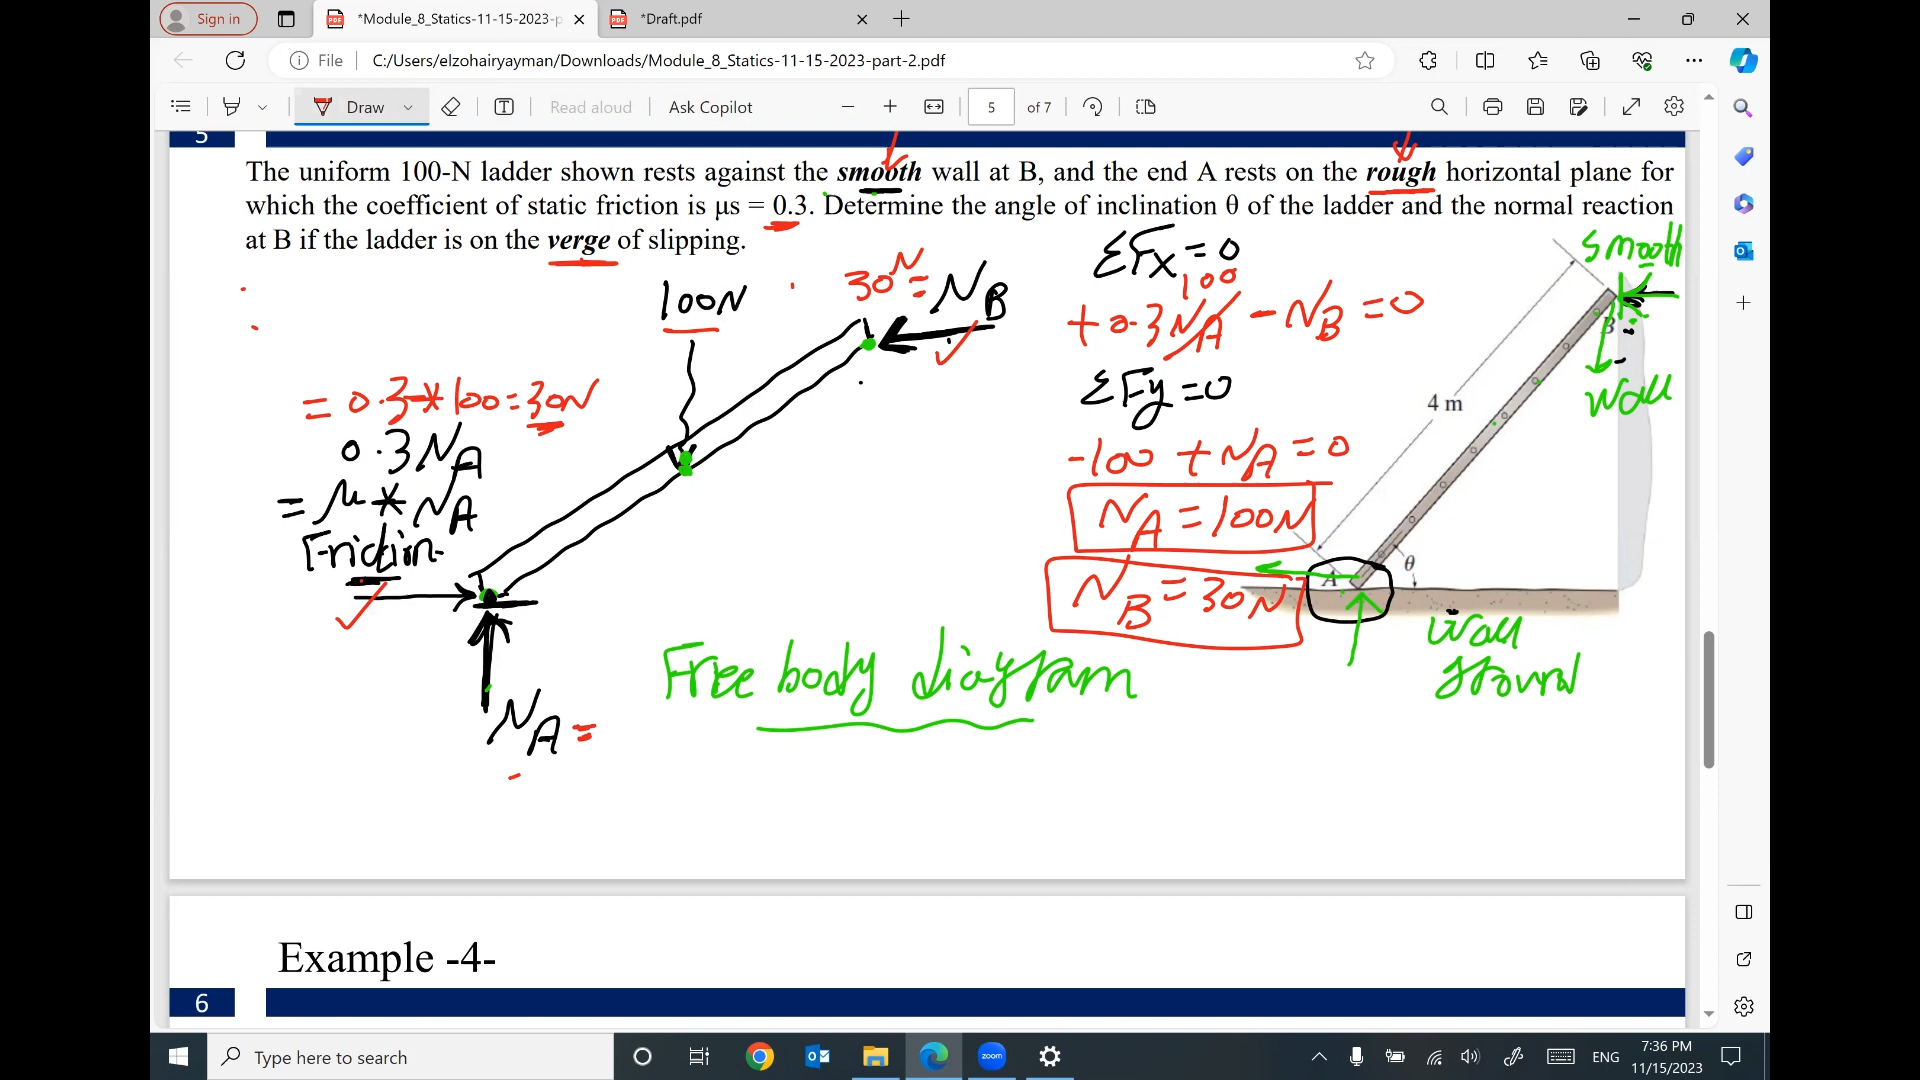 Sign in
*Module_8_Statics-11-15-2023-p
*Draft.pdf
File
C:/Users/elzohairyayman/Downloads/Module_8_Statics-11-15-2023-part-2.pdf
Draw
Read aloud
Ask Copilot
5
of 7
5
The uniform 100-N ladder shown rests against the smooth wall at B, and the end A rests on the rough horizontal plane for
which the coefficient of static friction is μs = 0.3. Determine the angle of inclination θ of the ladder and the normal reaction
at B if the ladder is on the verge of slipping.
100N
30N = NB
= 0.3*100=30N
0.3NA
= μ * NA
Friction
NA =
ΣFx=0
100
+0.3NA -NB=0
ΣFy=0
-100 +NA=0
NA=100N
NB=30N
Free body diagram
smooth
B
wall
4 m
A
θ
wall
ground
Example -4-
6
Type here to search
zoom
ENG
7:36 PM
11/15/2023